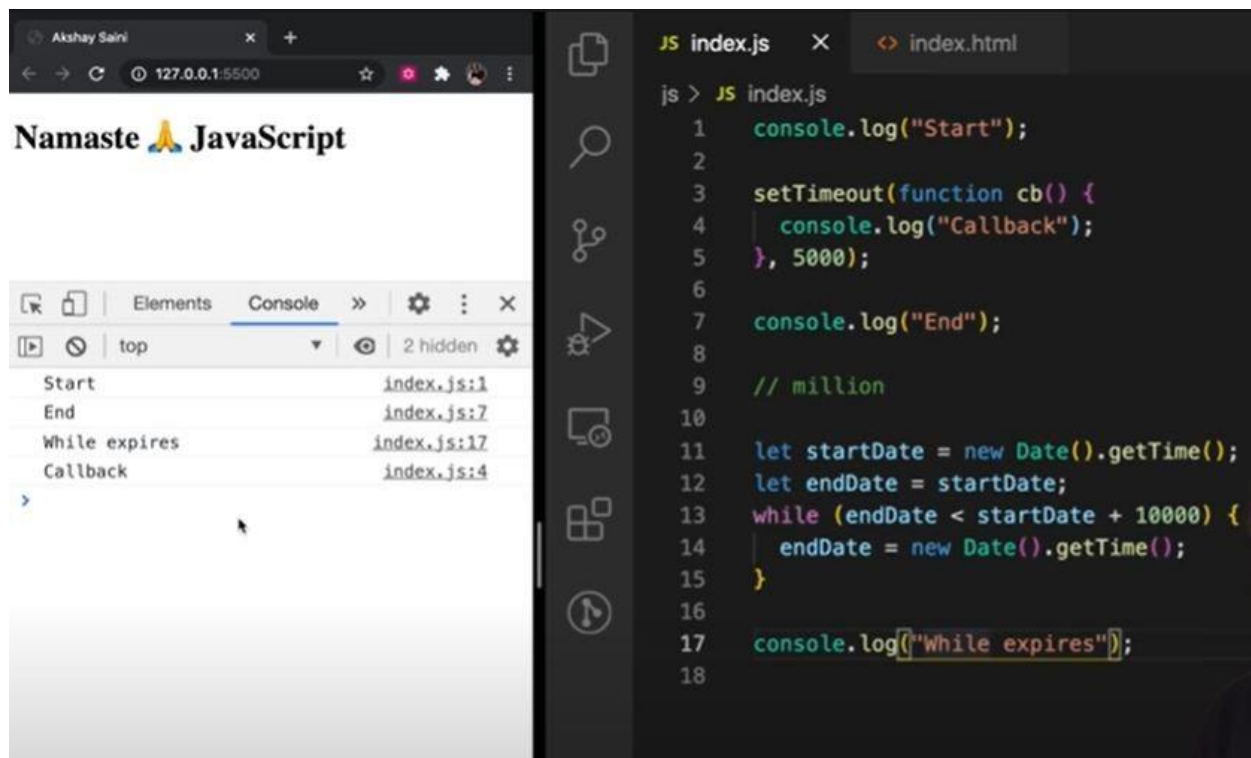 Akshay Saini
127.0.0.1:5500
Namaste 🙏 JavaScript
Elements Console
top 2 hidden
Start index.js:1
End index.js:7
While expires index.js:17
Callback index.js:4
JS index.js index.html
js > JS index.js
1 console.log("Start");
2
3 setTimeout(function cb() {
4 console.log("Callback");
5 }, 5000);
6
7 console.log("End");
8
9 // million
10
11 let startDate = new Date().getTime();
12 let endDate = startDate;
13 while (endDate < startDate + 10000) {
14 endDate = new Date().getTime();
15 }
16
17 console.log("While expires");
18